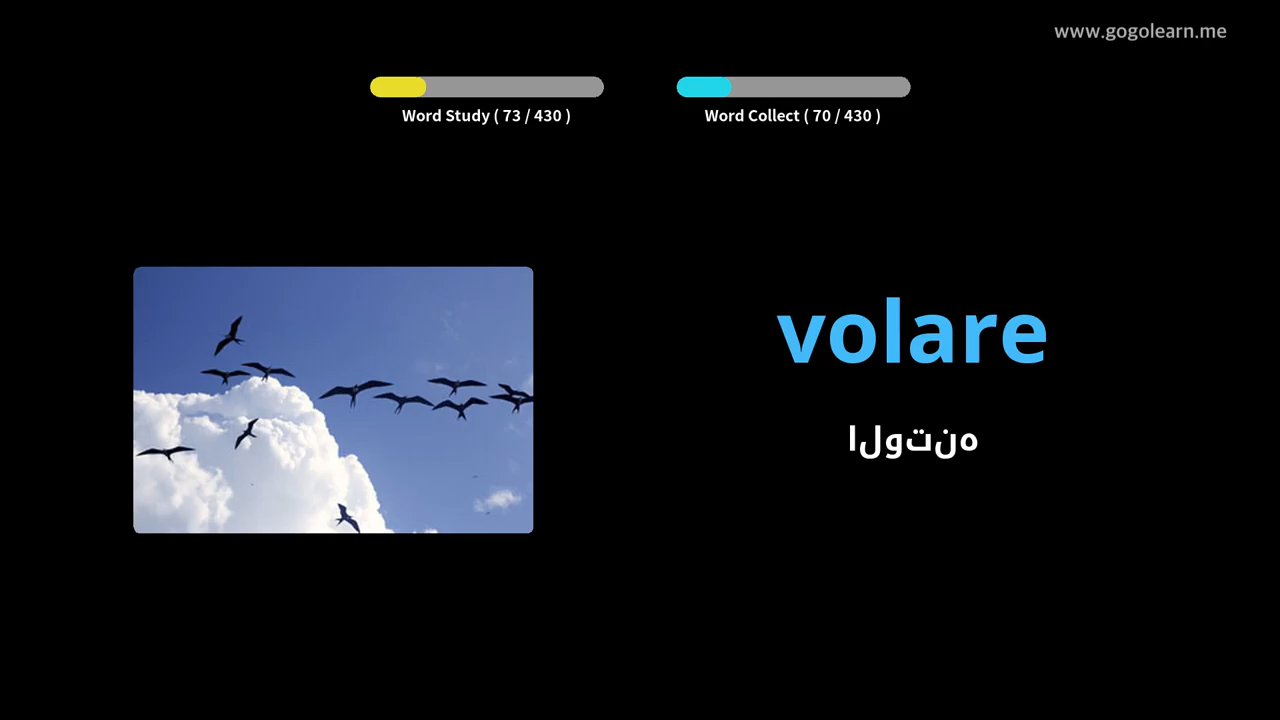 www.gogolearn.me
Word Study ( 73 / 430 )
Word Collect ( 70 / 430 )
volare
الوتنه